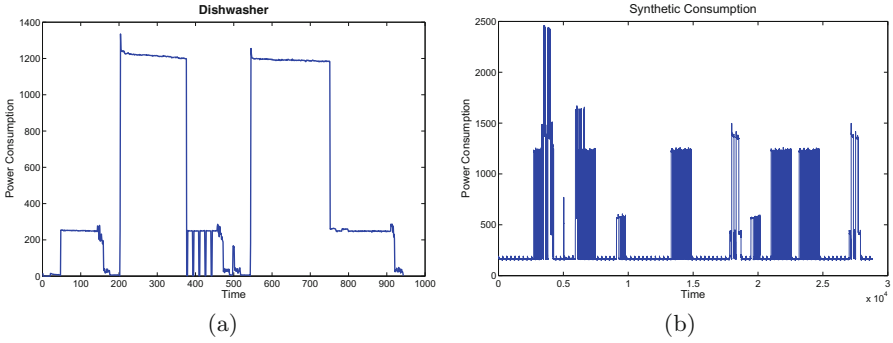 Dishwasher
1400
1200
1000
800
600
400
200
0
Power Consumption
0 100 200 300 400 500 600 700 800 900 1000
Time
(a)
Synthetic Consumption
2500
2000
1500
1000
500
0
Power Consumption
0 0.5 1 1.5 2 2.5 3
Time
x 10^4
(b)